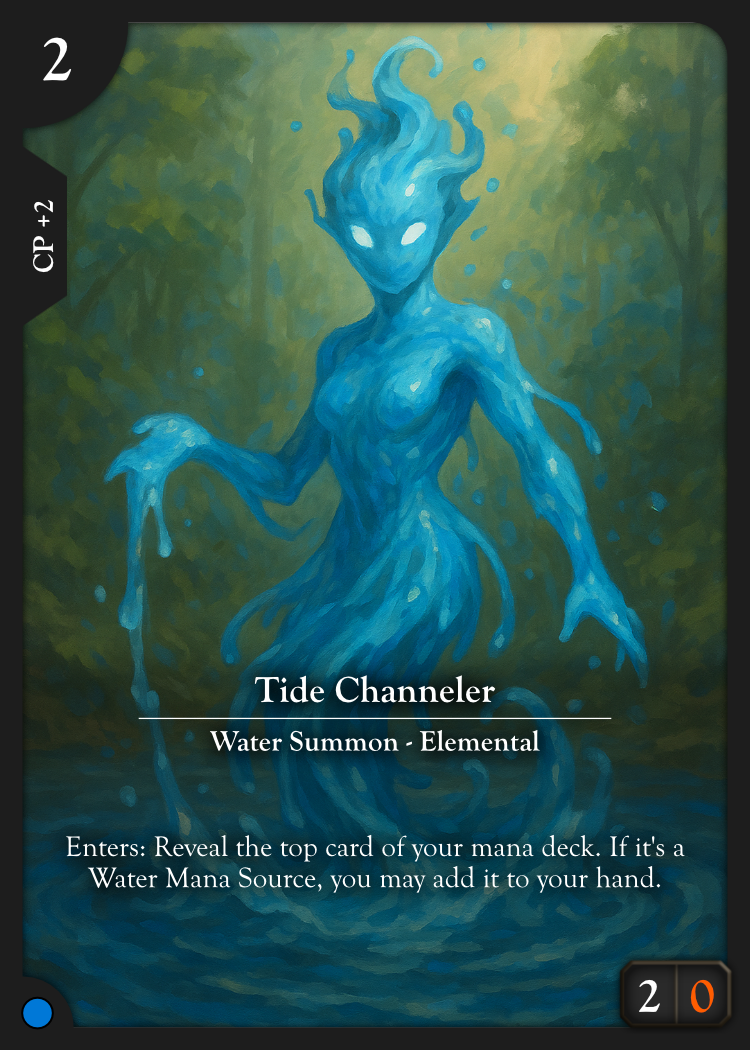 2
CP +2
Tide Channeler
Water Summon - Elemental
Enters: Reveal the top card of your mana deck. If it's a
Water Mana Source, you may add it to your hand.
2 0